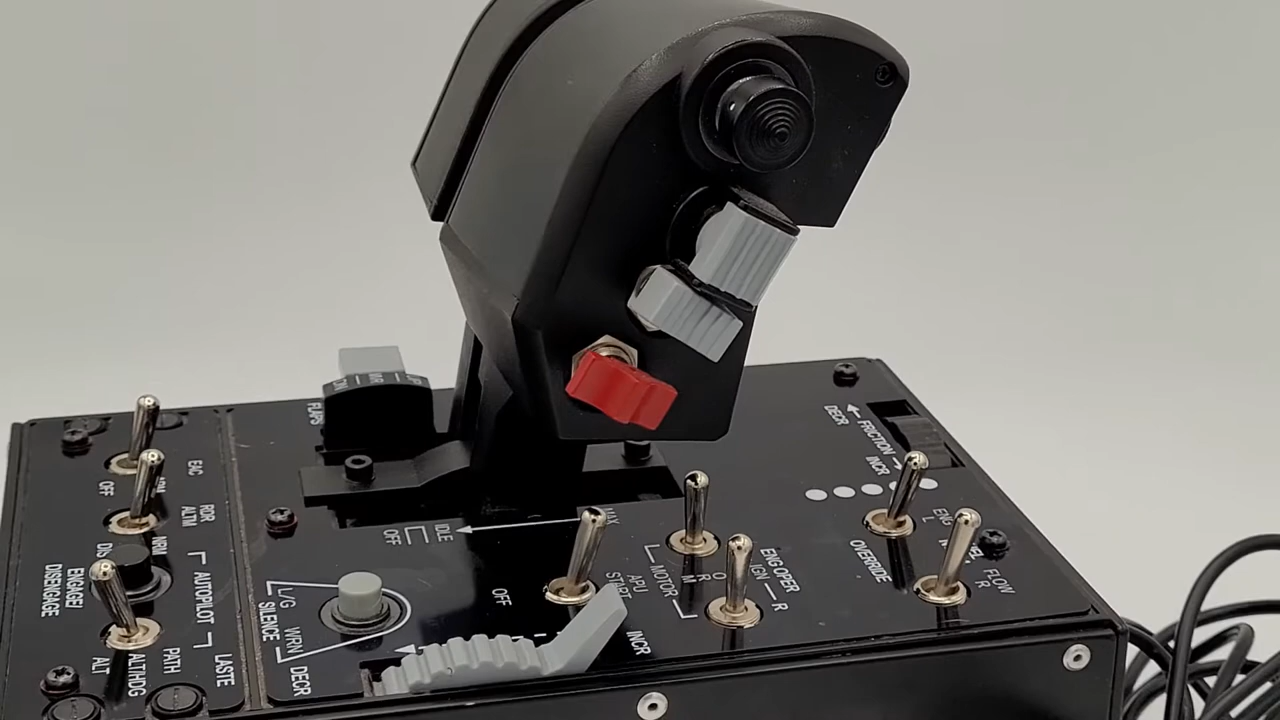 FLAPS
EAC
OFF
RDR
ALTM
NRM
DIS
AUTOPILOT
ENGAGE/
DISENGAGE
ALT
ALT/HDG
PATH
LASTE
L/G
WRN
SILENCE
DECR
INCR
OFF
IDLE
MAX
OFF
APU
START
MOTOR
ENG OPER
IGN
R
OVERRIDE
ENG
L
FLOW
R
DECR
FRICTION
INCR